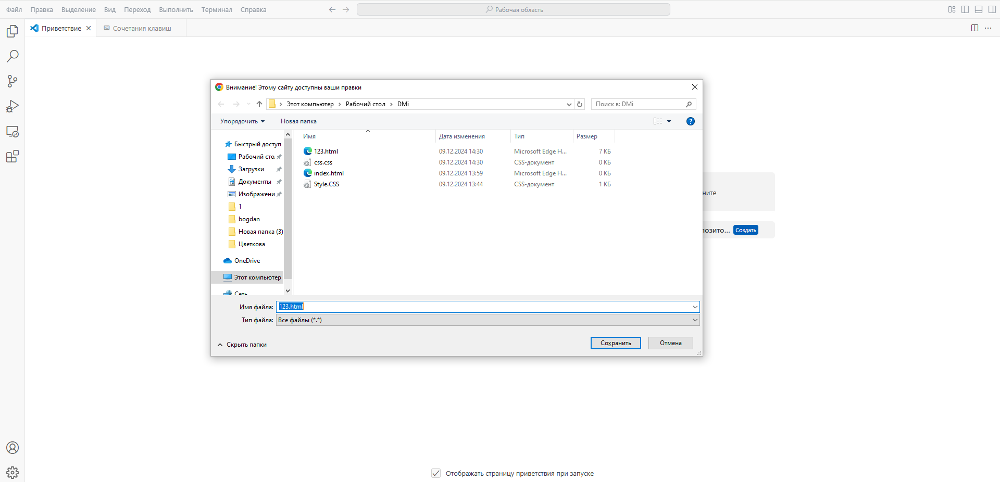 Файл Правка Выделение Вид Переход Выполнить Терминал Справка
Рабочая область
Приветствие
Сочетания клавиш
Внимание! Этому сайту доступны ваши правки
Этот компьютер > Рабочий стол > DMi
Поиск в: DMi
Упорядочить
Новая папка
Быстрый доступ
Рабочий сто.
Загрузки
Документы
Изображени
1
bogdan
Новая папка (3)
Цветкова
OneDrive
Этот компьютер
Сеть
Имя Дата изменения Тип Размер
123.html 09.12.2024 14:30 Microsoft Edge H... 7 КБ
css.css 09.12.2024 14:30 CSS-документ 0 КБ
index.html 09.12.2024 13:59 Microsoft Edge H... 0 КБ
Style.CSS 09.12.2024 13:44 CSS-документ 1 КБ
ните
позито... Создать
Имя файла: 123.html
Тип файла: Все файлы (*.*)
Скрыть папки
Сохранить
Отмена
Отображать страницу приветствия при запуске